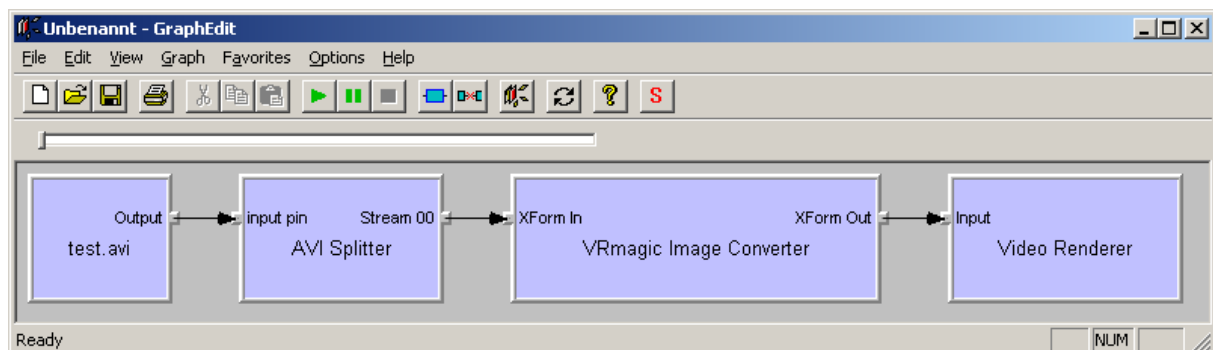 Unbenannt - GraphEdit
File Edit View Graph Favorites Options Help
S
Output input pin Stream 00 XForm In XForm Out Input
test.avi AVI Splitter VRmagic Image Converter Video Renderer
Ready NUM